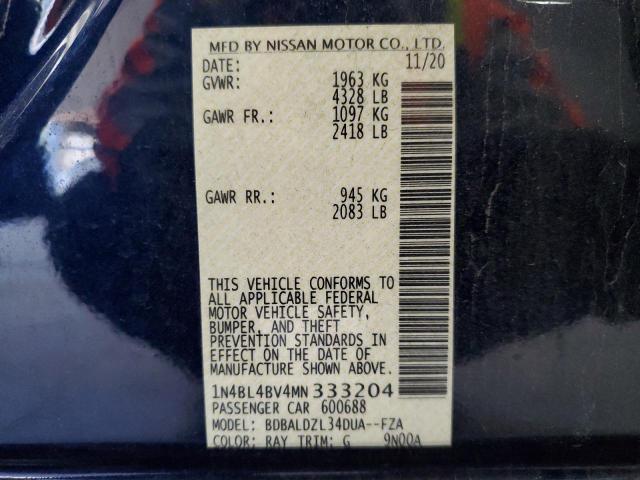 MFD BY NISSAN MOTOR CO., LTD.
DATE: 11/20
GVWR: 1963 KG
4328 LB
GAWR FR.: 1097 KG
2418 LB
GAWR RR.: 945 KG
2083 LB
THIS VEHICLE CONFORMS TO
ALL APPLICABLE FEDERAL
MOTOR VEHICLE SAFETY,
BUMPER, AND THEFT
PREVENTION STANDARDS IN
EFFECT ON THE DATE OF
MANUFACTURE SHOWN ABOVE.
1N4BL4BV4MN333204
PASSENGER CAR 600688
MODEL: BDBALDZL34DUA--FZA
COLOR: RAY TRIM: G 9N00A